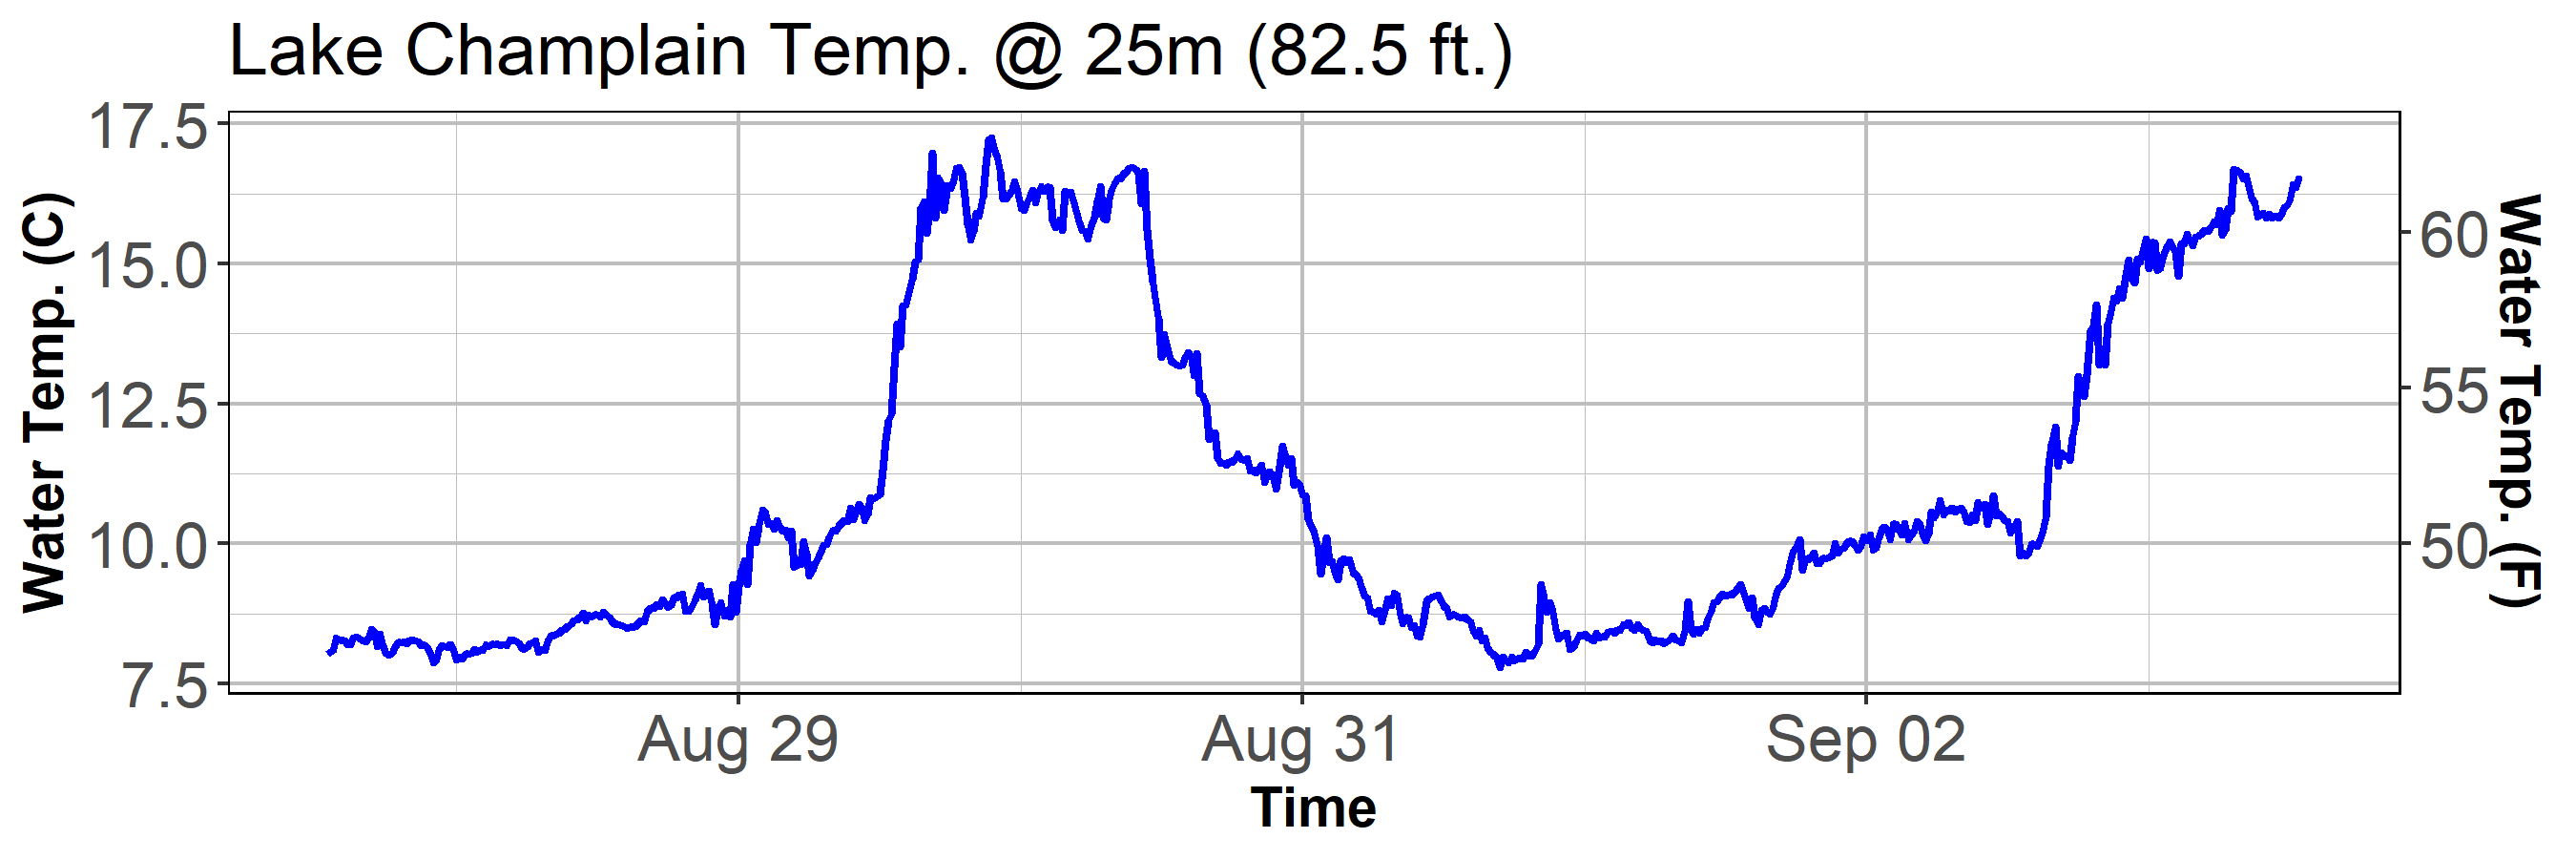 Lake Champlain Temp. @ 25m (82.5 ft.)
Water Temp. (C)
17.5
15.0
12.5
10.0
7.5
60
55
50
Water Temp. (F)
Aug 29 Aug 31 Sep 02
Time